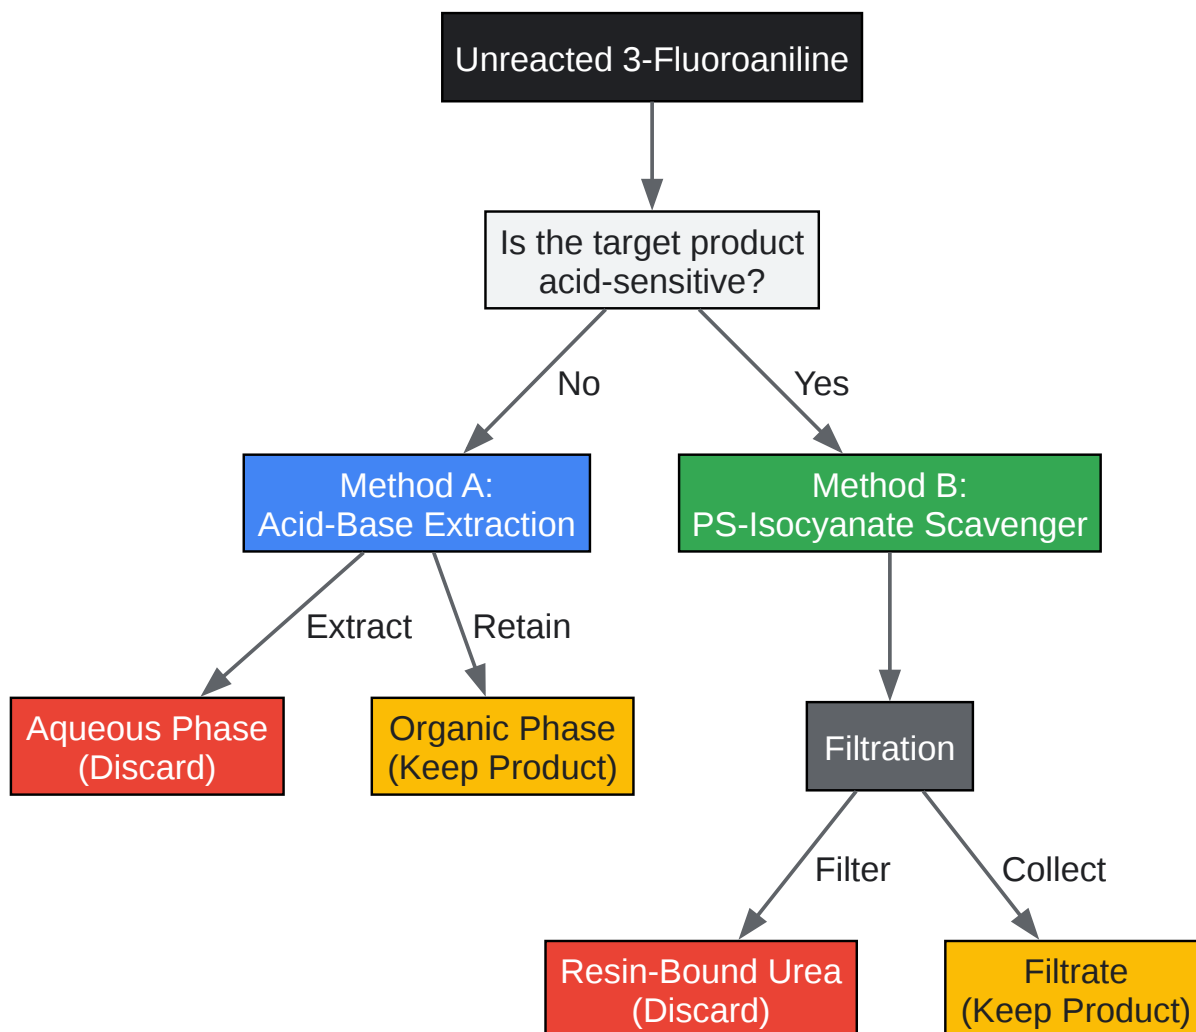 Unreacted 3-Fluoroaniline
Is the target product
acid-sensitive?
No
Yes
Method A:
Acid-Base Extraction
Method B:
PS-Isocyanate Scavenger
Extract
Retain
Aqueous Phase
(Discard)
Organic Phase
(Keep Product)
Filtration
Filter
Collect
Resin-Bound Urea
(Discard)
Filtrate
(Keep Product)